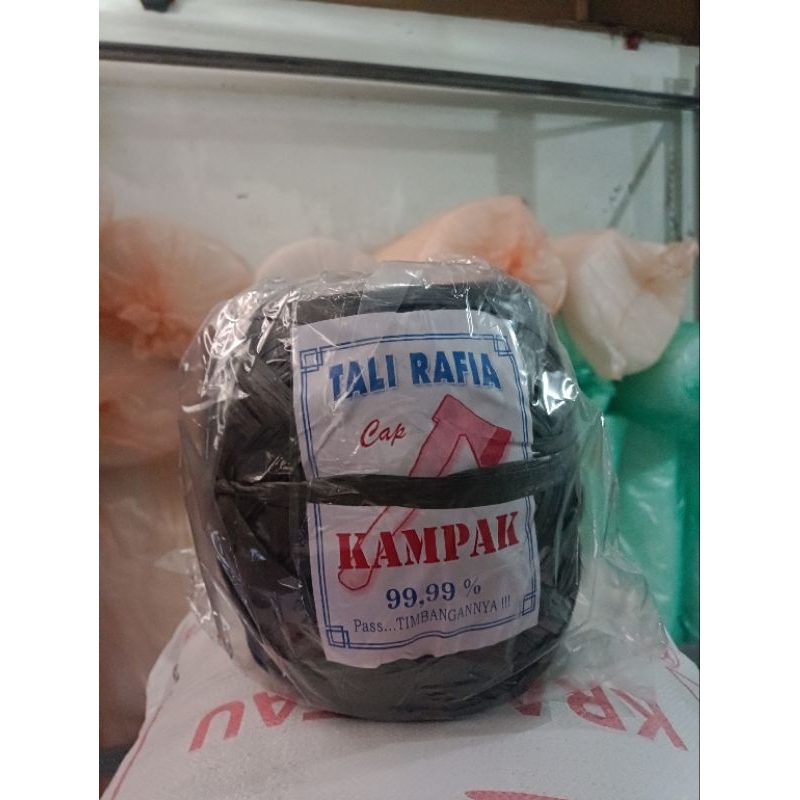 TALI RAFIA
Cap
KAMPAK
99,99 %
Pass...TIMBANGANNYA !!!